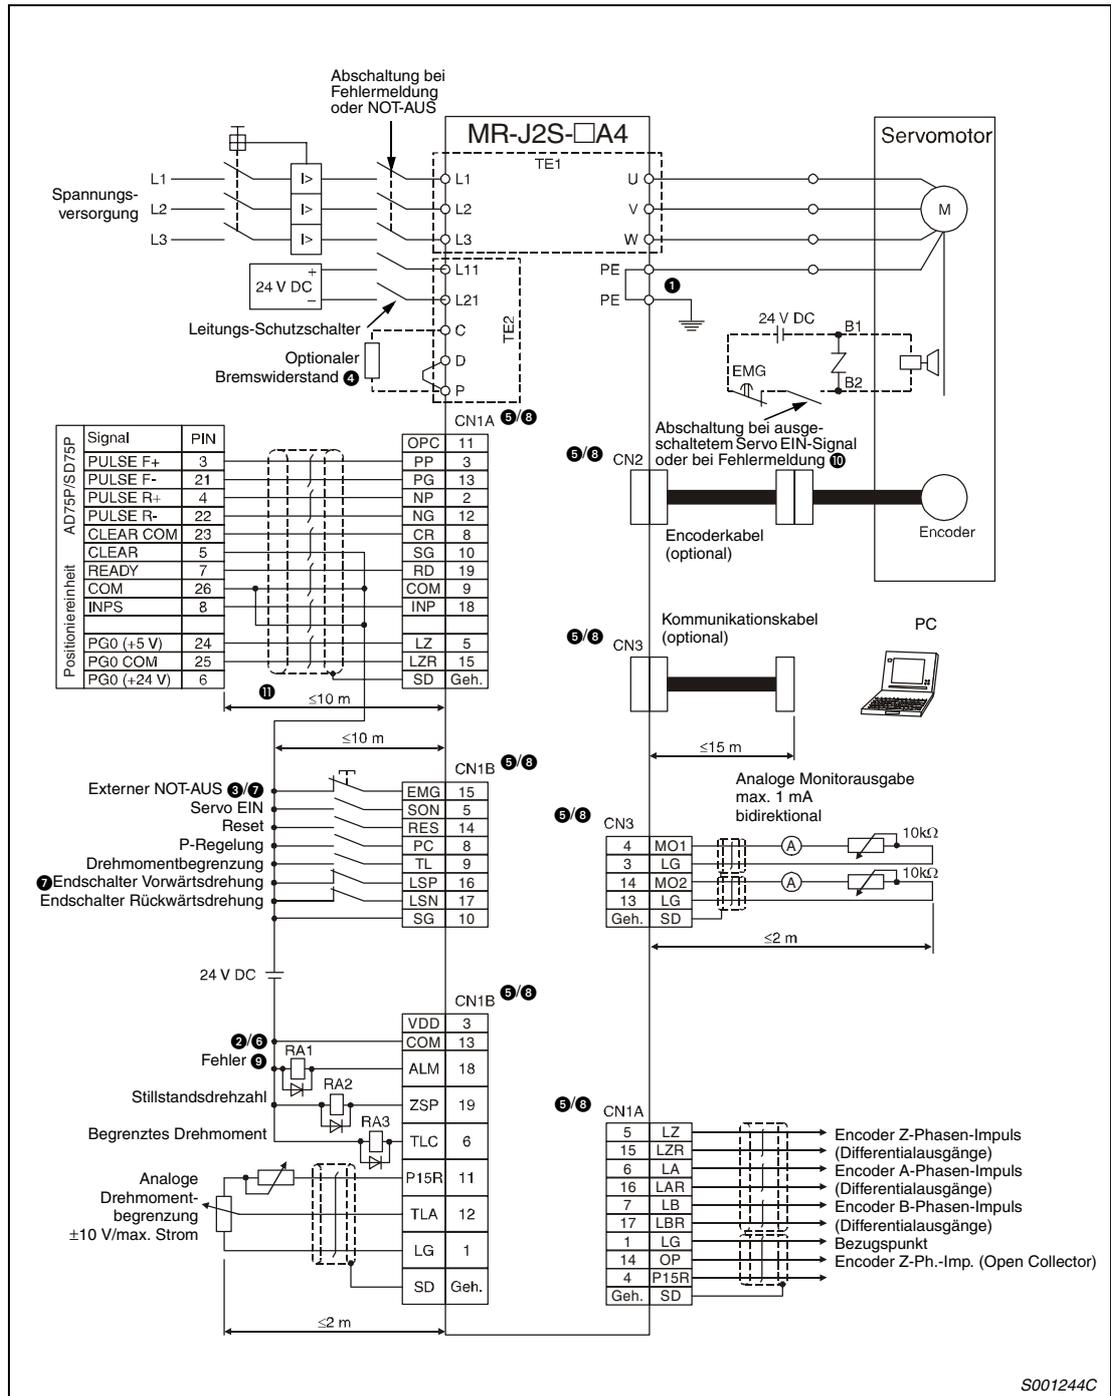 Abschaltung bei
Fehlermeldung
oder NOT-AUS
MR-J2S-□A4
Servomotor
TE1
L1 I> L1 U
Spannungs-
versorgung
L2 I> L2 V M
L3 I> L3 W
24 V DC + −
L11 PE ❶
L21 PE
Leitungs-Schutzschalter
TE2
C
D
P
Optionaler
Bremswiderstand ❹
24 V DC B1
EMG B2
Abschaltung bei ausge-
schaltetem Servo EIN-Signal
oder bei Fehlermeldung ❿
CN1A ❺/❽
Positioniereinheit AD75P/SD75P
Signal PIN OPC 11
PULSE F+ 3 PP 3
PULSE F- 21 PG 13
PULSE R+ 4 NP 2
PULSE R- 22 NG 12
CLEAR COM 23 CR 8
CLEAR 5 SG 10
READY 7 RD 19
COM 26 COM 9
INPS 8 INP 18
PG0 (+5 V) 24 LZ 5
PG0 COM 25 LZR 15
PG0 (+24 V) 6 SD Geh.
⓫ ≤10 m
≤10 m
❺/❽ CN2
Encoderkabel
(optional)
Encoder
❺/❽ CN3
Kommunikationskabel
(optional)
PC
≤15 m
CN1B ❺/❽
Externer NOT-AUS ❸/❼ EMG 15
Servo EIN SON 5
Reset RES 14
P-Regelung PC 8
Drehmomentbegrenzung TL 9
❼Endschalter Vorwärtsdrehung LSP 16
Endschalter Rückwärtsdrehung LSN 17
SG 10
Analoge Monitorausgabe
max. 1 mA
bidirektional
❺/❽
CN3
4 MO1 A 10kΩ
3 LG
14 MO2 A 10kΩ
13 LG
Geh. SD
≤2 m
24 V DC
CN1B ❺/❽
VDD 3
❷/❻ COM 13
Fehler ❾ RA1 ALM 18
Stillstandsdrehzahl RA2 ZSP 19
Begrenztes Drehmoment RA3 TLC 6
Analoge
Drehmoment-
begrenzung
±10 V/max. Strom
P15R 11
TLA 12
LG 1
SD Geh.
≤2 m
❺/❽
CN1A
5 LZ Encoder Z-Phasen-Impuls
15 LZR (Differentialausgänge)
6 LA Encoder A-Phasen-Impuls
16 LAR (Differentialausgänge)
7 LB Encoder B-Phasen-Impuls
17 LBR (Differentialausgänge)
1 LG Bezugspunkt
14 OP Encoder Z-Ph.-Imp. (Open Collector)
4 P15R
Geh. SD
S001244C